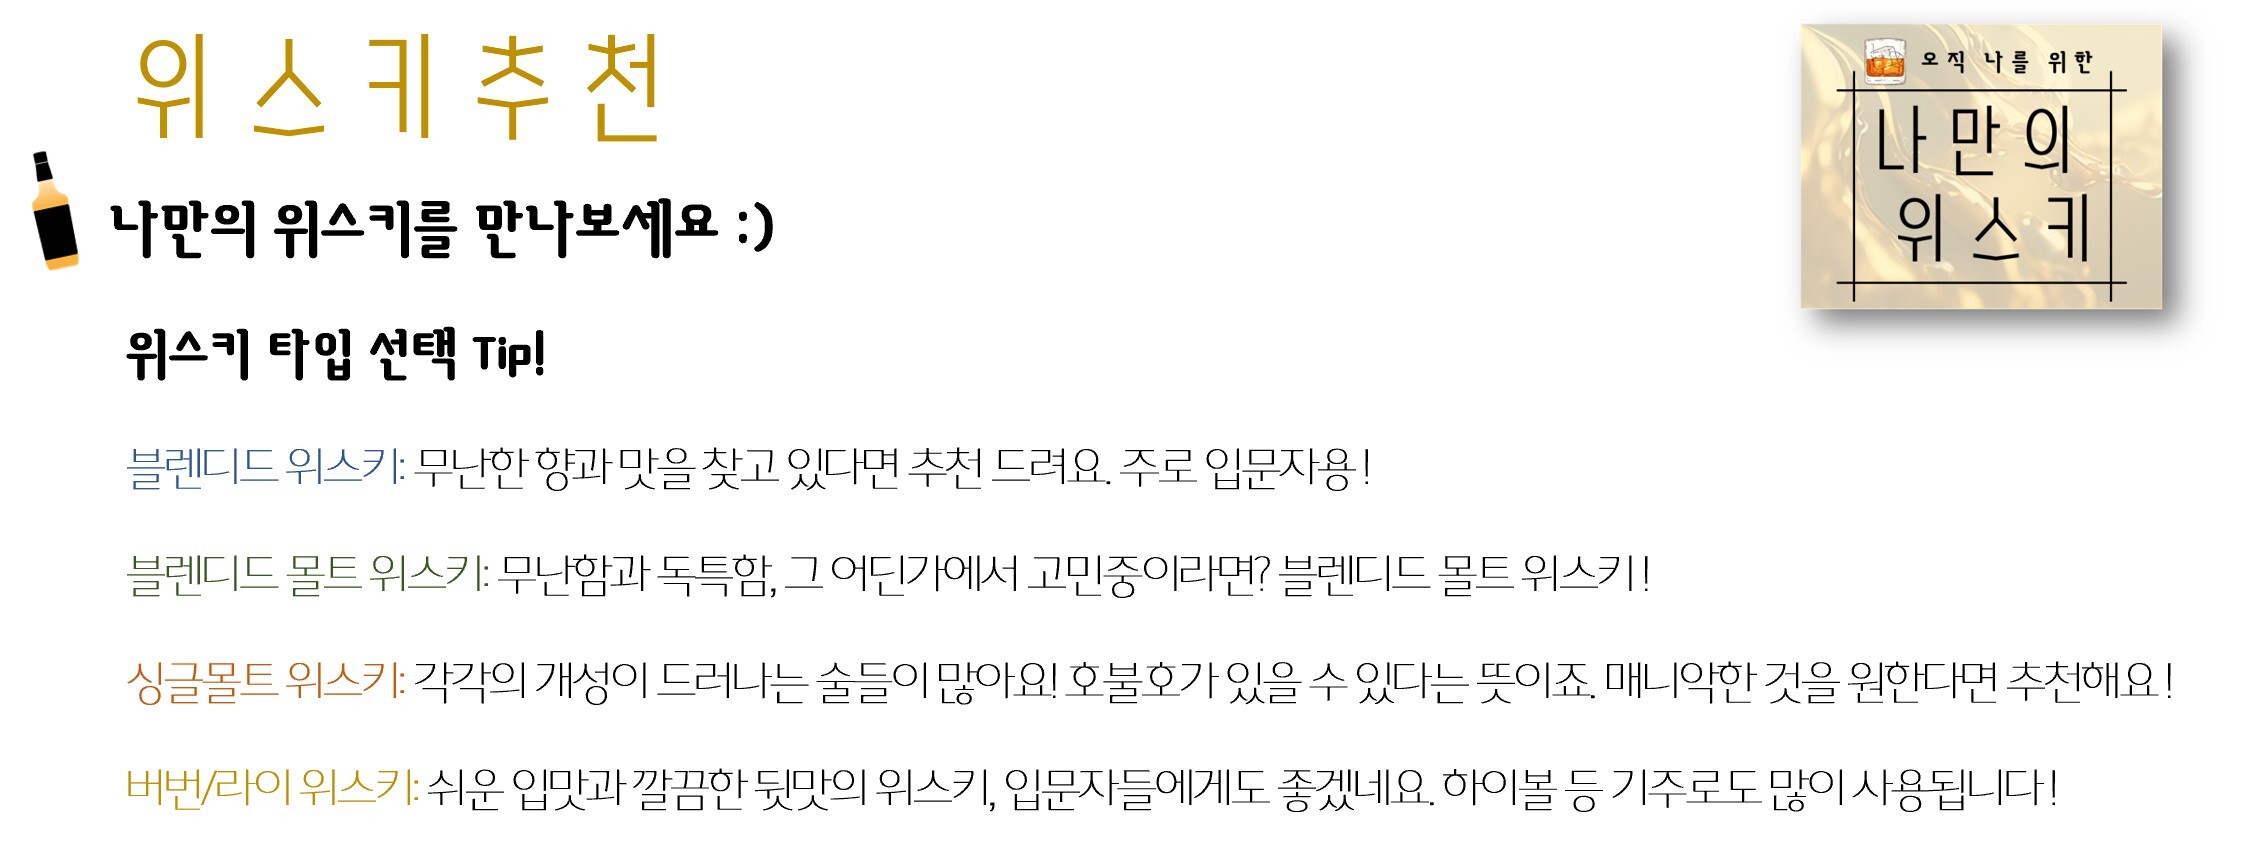 위스키추천
오직 나를 위한
나만의
위스키
나만의 위스키를 만나보세요 :)
위스키 타입 선택 Tip!
블렌디드 위스키: 무난한 향과 맛을 찾고 있다면 추천 드려요. 주로 입문자용!
블렌디드 몰트 위스키: 무난함과 독특함, 그 어딘가에서 고민중이라면? 블렌디드 몰트 위스키!
싱글몰트 위스키: 각각의 개성이 드러나는 술들이 많아요! 호불호가 있을 수 있다는 뜻이죠. 매니악한 것을 원한다면 추천해요!
버번/라이 위스키: 쉬운 입맛과 깔끔한 뒷맛의 위스키, 입문자들에게도 좋겠네요. 하이볼 등 기주로도 많이 사용됩니다!